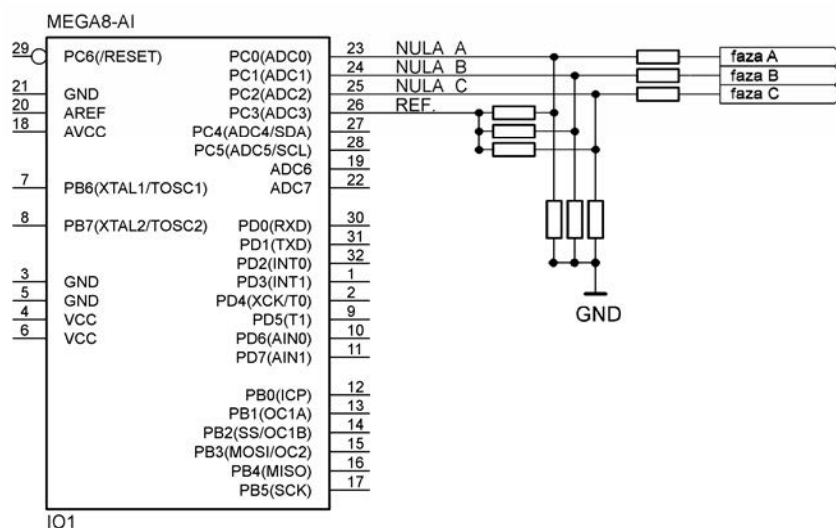 MEGA8-AI
29 PC6(/RESET) PC0(ADC0) 23 NULA A faza A
PC1(ADC1) 24 NULA B faza B
21 GND PC2(ADC2) 25 NULA C faza C
20 AREF PC3(ADC3) 26 REF.
18 AVCC PC4(ADC4/SDA) 27
PC5(ADC5/SCL) 28
ADC6 19
7 PB6(XTAL1/TOSC1) ADC7 22
8 PB7(XTAL2/TOSC2) PD0(RXD) 30
PD1(TXD) 31
PD2(INT0) 32
3 GND PD3(INT1) 1
5 GND PD4(XCK/T0) 2
4 VCC PD5(T1) 9
6 VCC PD6(AIN0) 10
PD7(AIN1) 11
GND
PB0(ICP) 12
PB1(OC1A) 13
PB2(SS/OC1B) 14
PB3(MOSI/OC2) 15
PB4(MISO) 16
PB5(SCK) 17
IO1